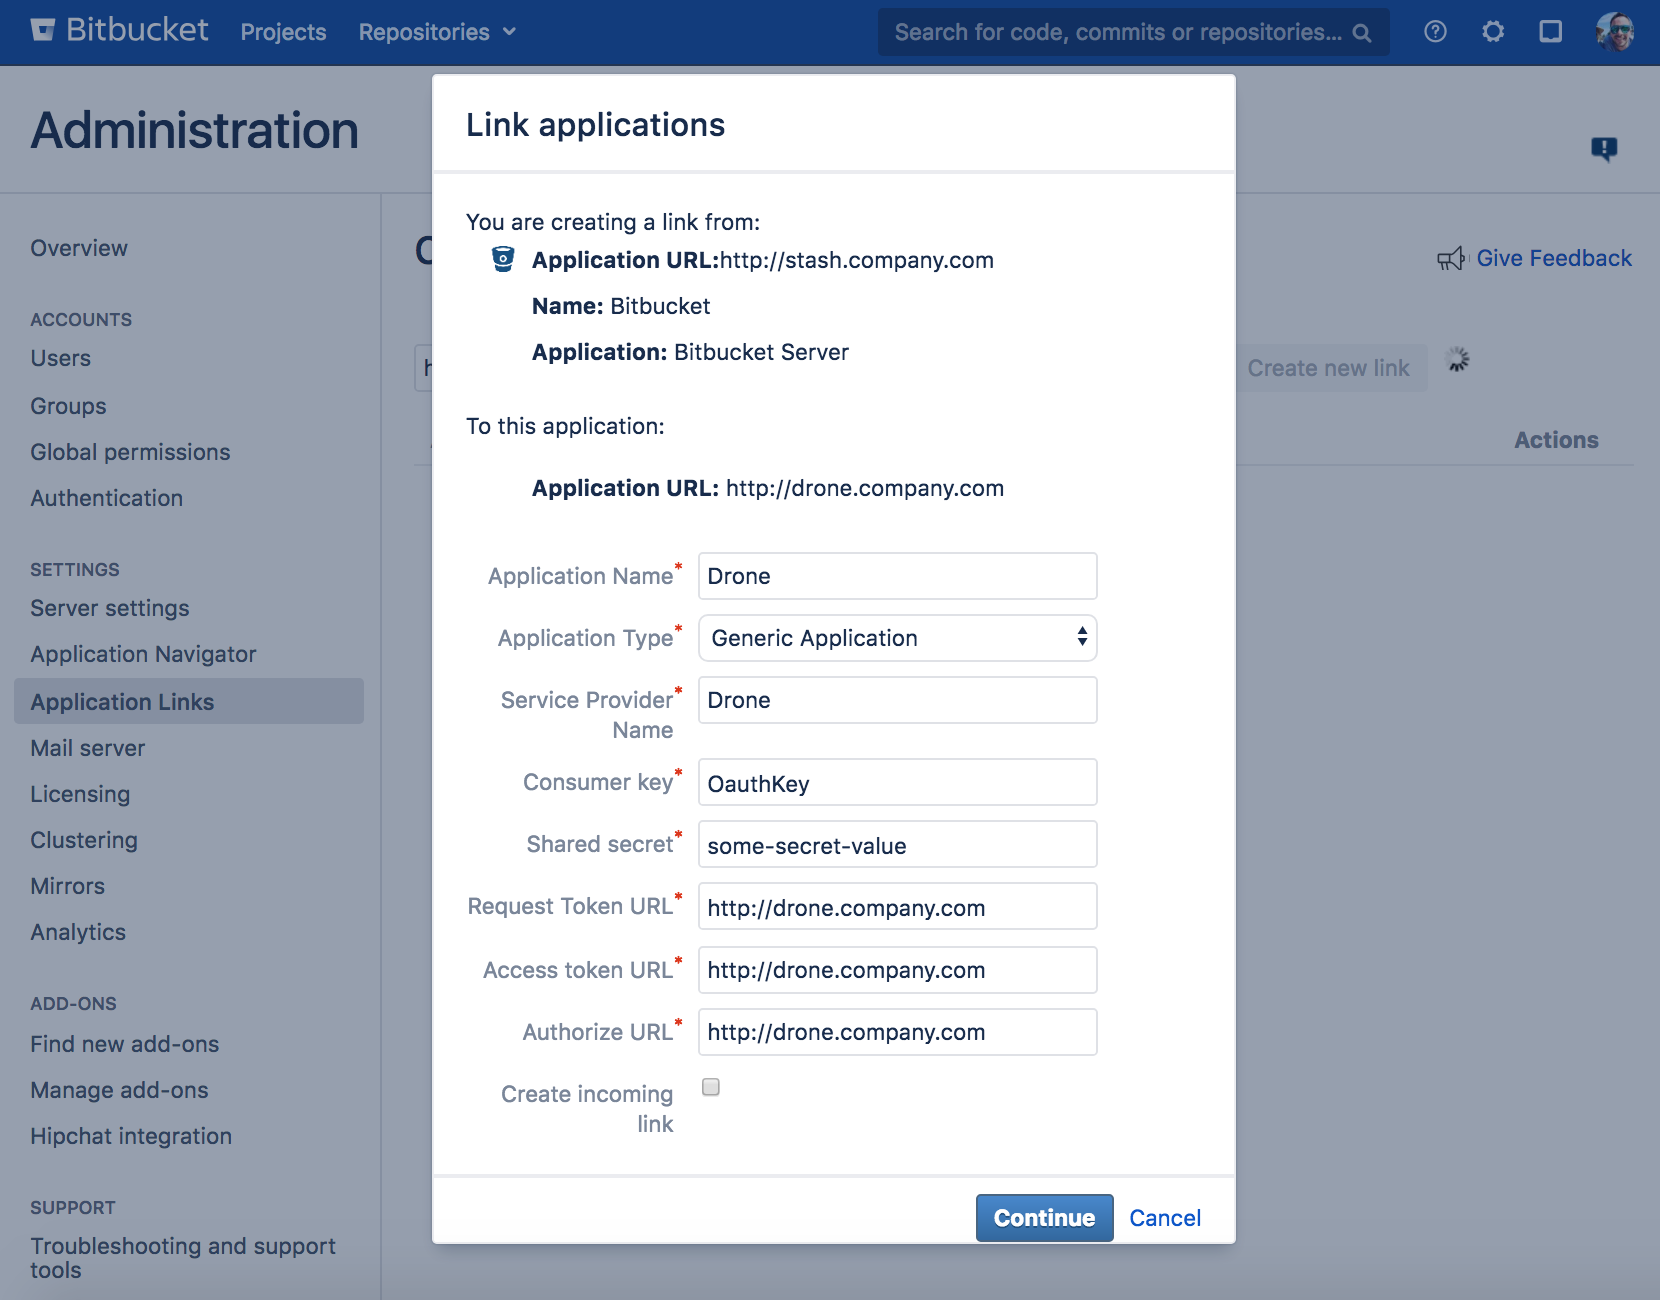 Bitbucket Projects Repositories Search for code, commits or repositories...
Administration
Overview
ACCOUNTS
Users
Groups
Global permissions
Authentication
SETTINGS
Server settings
Application Navigator
Application Links
Mail server
Licensing
Clustering
Mirrors
Analytics
ADD-ONS
Find new add-ons
Manage add-ons
Hipchat integration
SUPPORT
Troubleshooting and support
tools
Give Feedback
Create new link
Actions
Link applications
You are creating a link from:
Application URL:http://stash.company.com
Name: Bitbucket
Application: Bitbucket Server
To this application:
Application URL: http://drone.company.com
Application Name* Drone
Application Type* Generic Application
Service Provider* Drone
Name
Consumer key* OauthKey
Shared secret* some-secret-value
Request Token URL* http://drone.company.com
Access token URL* http://drone.company.com
Authorize URL* http://drone.company.com
Create incoming
link
Continue Cancel